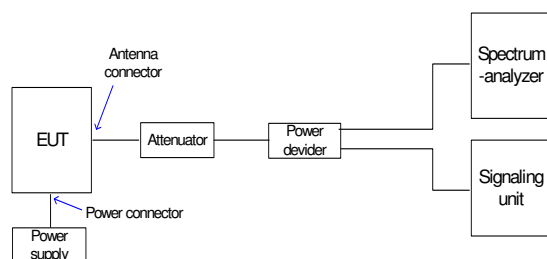 Antenna
connector
Spectrum
-analyzer
EUT
Attenuator
Power
devider
Signaling
unit
Power connector
Power
supply